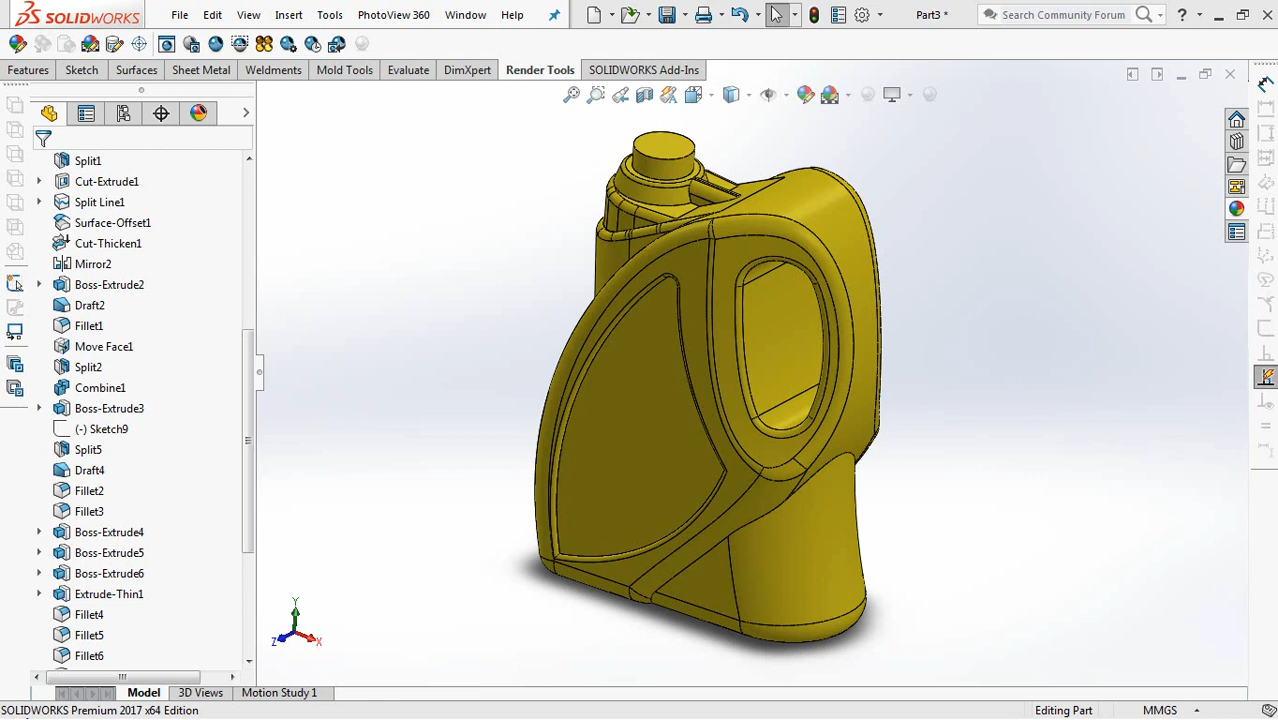 SOLIDWORKS File Edit View Insert Tools PhotoView 360 Window Help Part3 * Search Community Forum ?
Features Sketch Surfaces Sheet Metal Weldments Mold Tools Evaluate DimXpert Render Tools SOLIDWORKS Add-Ins
Split1
Cut-Extrude1
Split Line1
Surface-Offset1
Cut-Thicken1
Mirror2
Boss-Extrude2
Draft2
Fillet1
Move Face1
Split2
Combine1
Boss-Extrude3
(-) Sketch9
Split5
Draft4
Fillet2
Fillet3
Boss-Extrude4
Boss-Extrude5
Boss-Extrude6
Extrude-Thin1
Fillet4
Fillet5
Fillet6
Y
Z X
Model 3D Views Motion Study 1
SOLIDWORKS Premium 2017 x64 Edition Editing Part MMGS